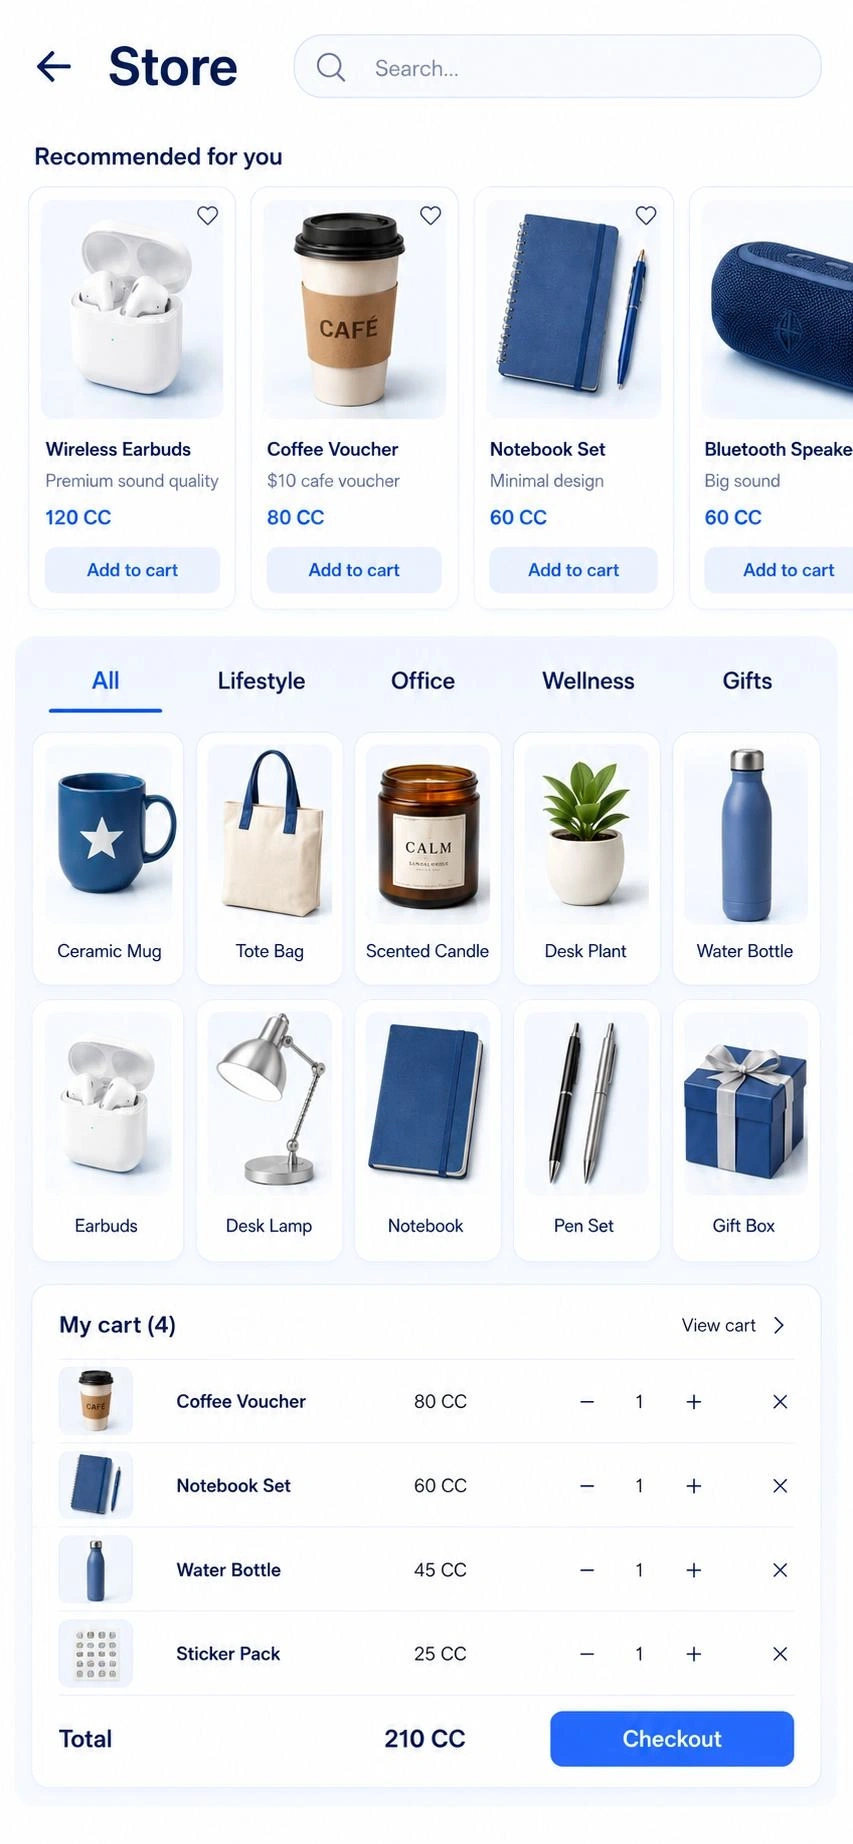 Store
Search...
Recommended for you
CAFÉ
Wireless Earbuds
Premium sound quality
120 CC
Add to cart
Coffee Voucher
$10 cafe voucher
80 CC
Add to cart
Notebook Set
Minimal design
60 CC
Add to cart
Bluetooth Speake
Big sound
60 CC
Add to cart
All
Lifestyle
Office
Wellness
Gifts
CALM
Ceramic Mug
Tote Bag
Scented Candle
Desk Plant
Water Bottle
Earbuds
Desk Lamp
Notebook
Pen Set
Gift Box
My cart (4)
View cart
CAFÉ
Coffee Voucher
80 CC
1
Notebook Set
60 CC
1
Water Bottle
45 CC
1
Sticker Pack
25 CC
1
Total
210 CC
Checkout